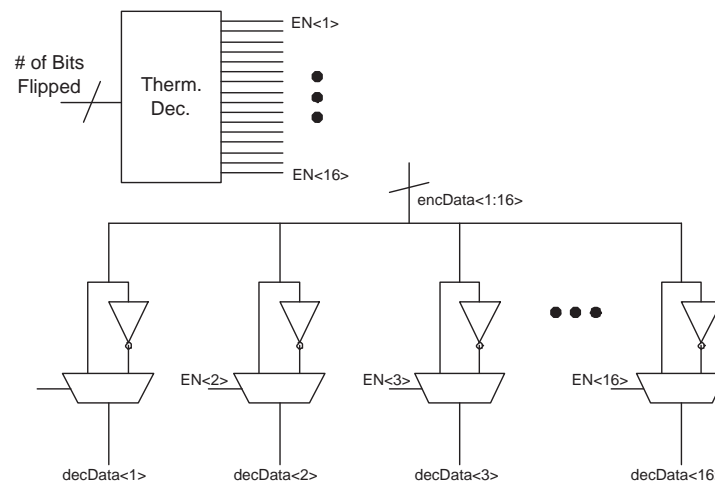 EN<1>
# of Bits
Flipped
Therm.
Dec.
EN<16>
encData<1:16>
EN<2>
EN<3>
EN<16>
decData<1>
decData<2>
decData<3>
decData<16